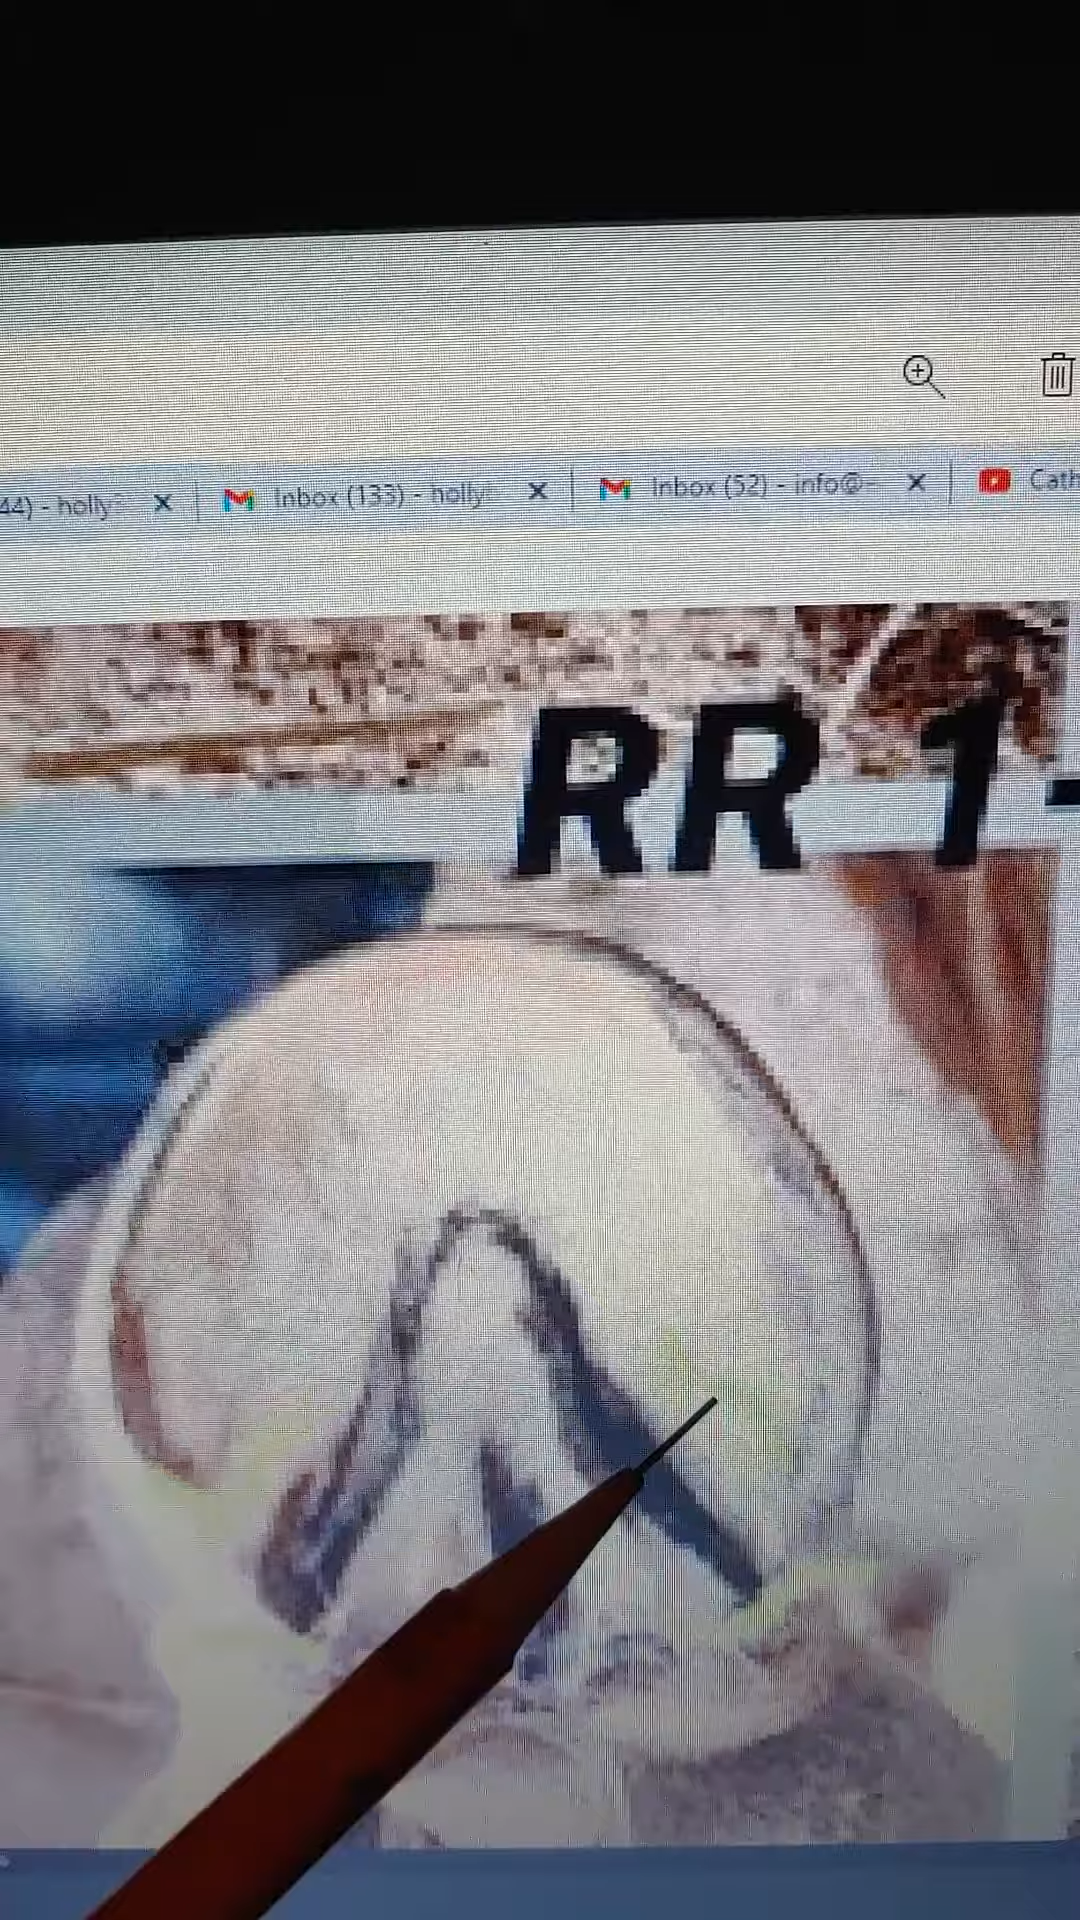 44) - holly
Inbox (133) - holly
Inbox (52) - info@
Cath
RR 1-